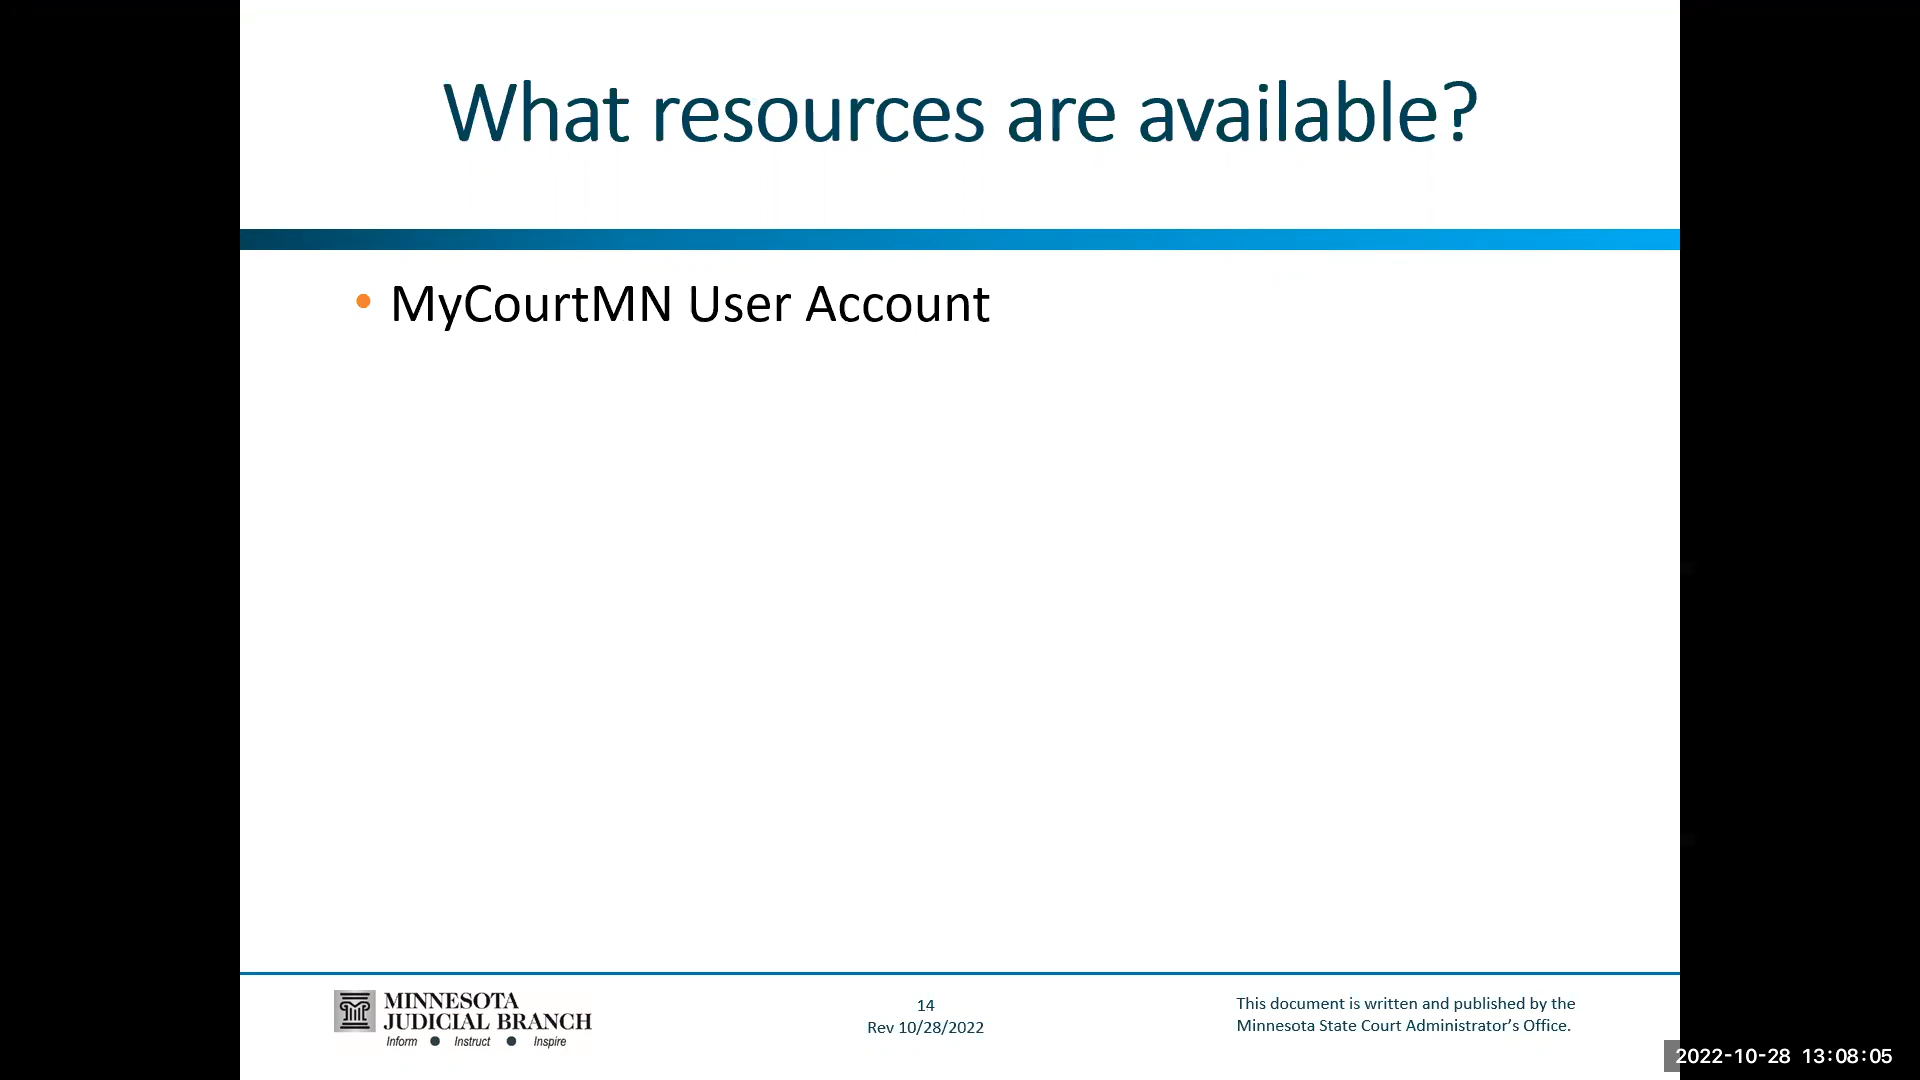 What resources are available?
• MyCourtMN User Account
MINNESOTA
JUDICIAL BRANCH
Inform ● Instruct ● Inspire
14
Rev 10/28/2022
This document is written and published by the
Minnesota State Court Administrator’s Office.
2022-10-28 13:08:05